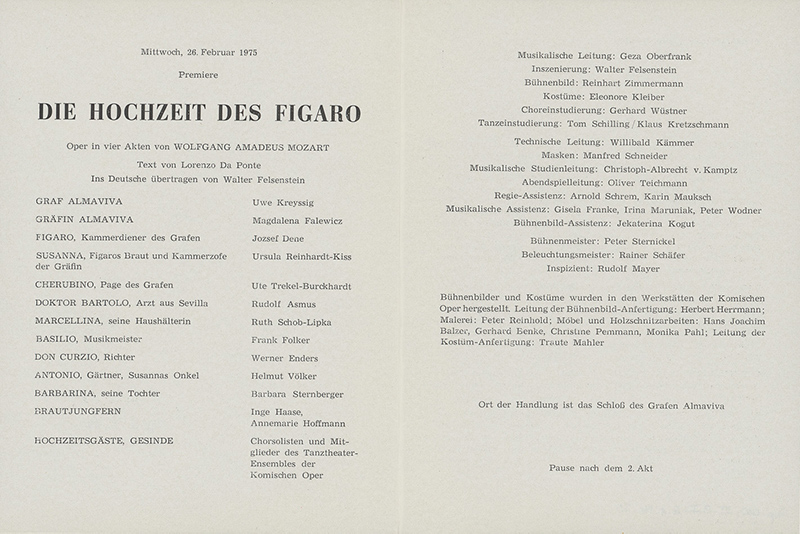 Mittwoch, 26. Februar 1975
Premiere
DIE HOCHZEIT DES FIGARO
Oper in vier Akten von WOLFGANG AMADEUS MOZART
Text von Lorenzo Da Ponte
Ins Deutsche übertragen von Walter Felsenstein
GRAF ALMAVIVA Uwe Kreyssig
GRÄFIN ALMAVIVA Magdalena Falewicz
FIGARO, Kammerdiener des Grafen Jozsef Dene
SUSANNA, Figaros Braut und Kammerzofe Ursula Reinhardt-Kiss
der Gräfin
CHERUBINO, Page des Grafen Ute Trekel-Burckhardt
DOKTOR BARTOLO, Arzt aus Sevilla Rudolf Asmus
MARCELLINA, seine Haushälterin Ruth Schob-Lipka
BASILIO, Musikmeister Frank Folker
DON CURZIO, Richter Werner Enders
ANTONIO, Gärtner, Susannas Onkel Helmut Völker
BARBARINA, seine Tochter Barbara Sternberger
BRAUTJUNGFERN Inge Haase,
Annemarie Hoffmann
HOCHZEITSGÄSTE, GESINDE Chorsolisten und Mit-
glieder des Tanztheater-
Ensembles der
Komischen Oper
Musikalische Leitung: Geza Oberfrank
Inszenierung: Walter Felsenstein
Bühnenbild: Reinhart Zimmermann
Kostüme: Eleonore Kleiber
Choreinstudierung: Gerhard Wüstner
Tanzeinstudierung: Tom Schilling / Klaus Kretzschmann
Technische Leitung: Willibald Kämmer
Masken: Manfred Schneider
Musikalische Studienleitung: Christoph-Albrecht v. Kamptz
Abendspielleitung: Oliver Teichmann
Regie-Assistenz: Arnold Schrem, Karin Mauksch
Musikalische Assistenz: Gisela Franke, Irina Maruniak, Peter Wodner
Bühnenbild-Assistenz: Jekaterina Kogut
Bühnenmeister: Peter Sternickel
Beleuchtungsmeister: Rainer Schäfer
Inspizient: Rudolf Mayer
Bühnenbilder und Kostüme wurden in den Werkstätten der Komischen
Oper hergestellt. Leitung der Bühnenbild-Anfertigung: Herbert Herrmann;
Malerei: Peter Reinhold; Möbel und Holzschnitzarbeiten: Hans Joachim
Balzer, Gerhard Benke, Christine Pemmann, Monika Pahl; Leitung der
Kostüm-Anfertigung: Traute Mahler
Ort der Handlung ist das Schloß des Grafen Almaviva
Pause nach dem 2. Akt